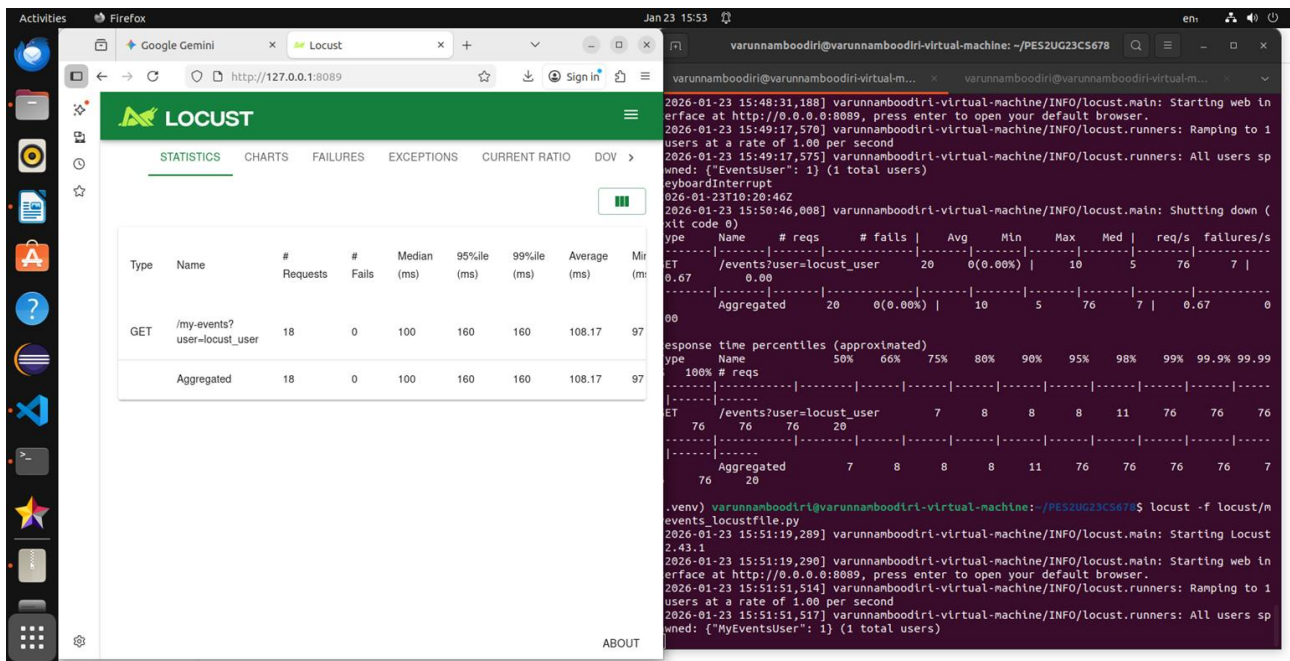 Activities Firefox Jan 23 15:53 en₁
Google Gemini × Locust × +
http://127.0.0.1:8089 Sign in
LOCUST
STATISTICS CHARTS FAILURES EXCEPTIONS CURRENT RATIO DOV
Type Name # Requests # Fails Median (ms) 95%ile (ms) 99%ile (ms) Average (ms) Mir (m
GET /my-events?user=locust_user 18 0 100 160 160 108.17 97
Aggregated 18 0 100 160 160 108.17 97
ABOUT
varunnamboodiri@varunnamboodiri-virtual-machine: ~/PES2UG23CS678
varunnamboodiri@varunnamboodiri-virtual-m... × varunnamboodiri@varunnamboodiri-virtual-m... ×
2026-01-23 15:48:31,188] varunnamboodiri-virtual-machine/INFO/locust.main: Starting web in
erface at http://0.0.0.0:8089, press enter to open your default browser.
2026-01-23 15:49:17,570] varunnamboodiri-virtual-machine/INFO/locust.runners: Ramping to 1
users at a rate of 1.00 per second
2026-01-23 15:49:17,575] varunnamboodiri-virtual-machine/INFO/locust.runners: All users sp
wned: {"EventsUser": 1} (1 total users)
eyboardInterrupt
026-01-23T10:20:46Z
2026-01-23 15:50:46,008] varunnamboodiri-virtual-machine/INFO/locust.main: Shutting down (
xit code 0)
ype Name # reqs # fails | Avg Min Max Med | req/s failures/s
--------|-------|-------------|-------|-------|-------|-------|--------|-----------
ET /events?user=locust_user 20 0(0.00%) | 10 5 76 7 |
0.67 0.00
--------|-------|-------------|-------|-------|-------|-------|--------|-----------
Aggregated 20 0(0.00%) | 10 5 76 7 | 0.67 0
00
esponse time percentiles (approximated)
ype Name 50% 66% 75% 80% 90% 95% 98% 99% 99.9% 99.99
100% # reqs
-------|-----------|--------|------|------|------|------|------|------|------|-----
|------|------
ET /events?user=locust_user 7 8 8 8 11 76 76 76
76 76 76 20
-------|-----------|--------|------|------|------|------|------|------|------|-----
|------|------
Aggregated 7 8 8 8 11 76 76 76 76 7
76 20
.venv) varunnamboodiri@varunnamboodiri-virtual-machine:~/PES2UG23CS678$ locust -f locust/m
events_locustfile.py
2026-01-23 15:51:19,289] varunnamboodiri-virtual-machine/INFO/locust.main: Starting Locust
2.43.1
2026-01-23 15:51:19,290] varunnamboodiri-virtual-machine/INFO/locust.main: Starting web in
erface at http://0.0.0.0:8089, press enter to open your default browser.
2026-01-23 15:51:51,514] varunnamboodiri-virtual-machine/INFO/locust.runners: Ramping to 1
users at a rate of 1.00 per second
2026-01-23 15:51:51,517] varunnamboodiri-virtual-machine/INFO/locust.runners: All users sp
wned: {"MyEventsUser": 1} (1 total users)